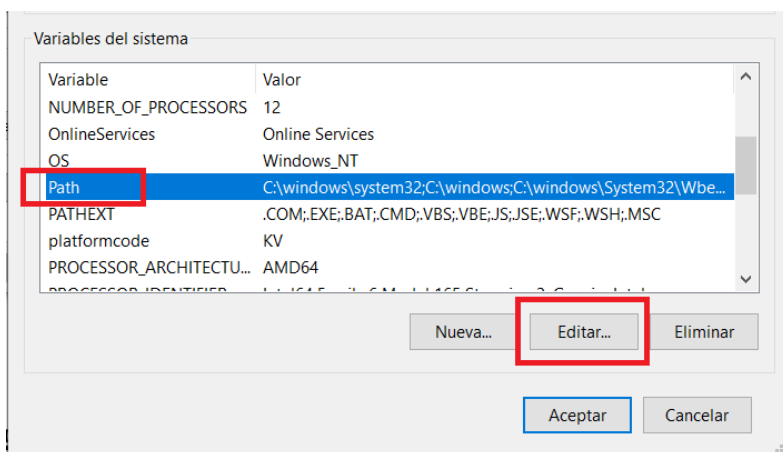 Variables del sistema
Variable Valor
NUMBER_OF_PROCESSORS 12
OnlineServices Online Services
OS Windows_NT
Path C:\windows\system32;C:\windows;C:\windows\System32\Wbe...
PATHEXT .COM;.EXE;.BAT;.CMD;.VBS;.VBE;.JS;.JSE;.WSF;.WSH;.MSC
platformcode KV
PROCESSOR_ARCHITECTU... AMD64
Nueva... Editar... Eliminar
Aceptar Cancelar